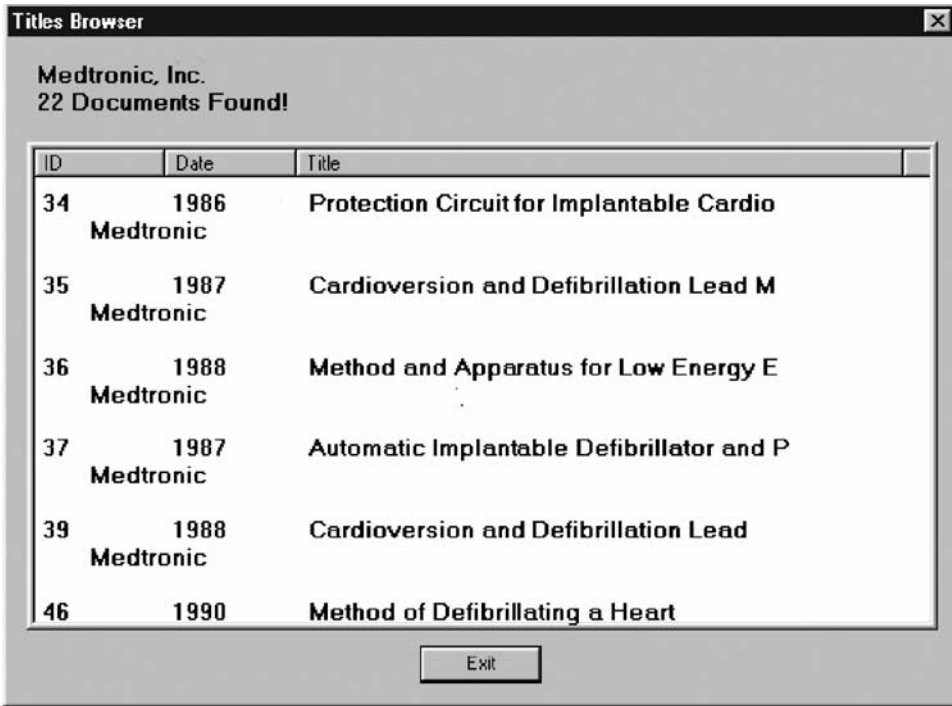 Titles Browser
Medtronic, Inc.
22 Documents Found!
ID Date Title
34 1986 Protection Circuit for Implantable Cardio
Medtronic
35 1987 Cardioversion and Defibrillation Lead M
Medtronic
36 1988 Method and Apparatus for Low Energy E
Medtronic
37 1987 Automatic Implantable Defibrillator and P
Medtronic
39 1988 Cardioversion and Defibrillation Lead
Medtronic
46 1990 Method of Defibrillating a Heart
Exit